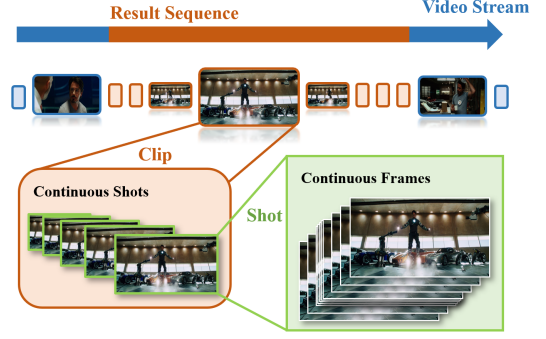 Video Stream
Result Sequence
Clip
Continuous Shots
Shot
Continuous Frames